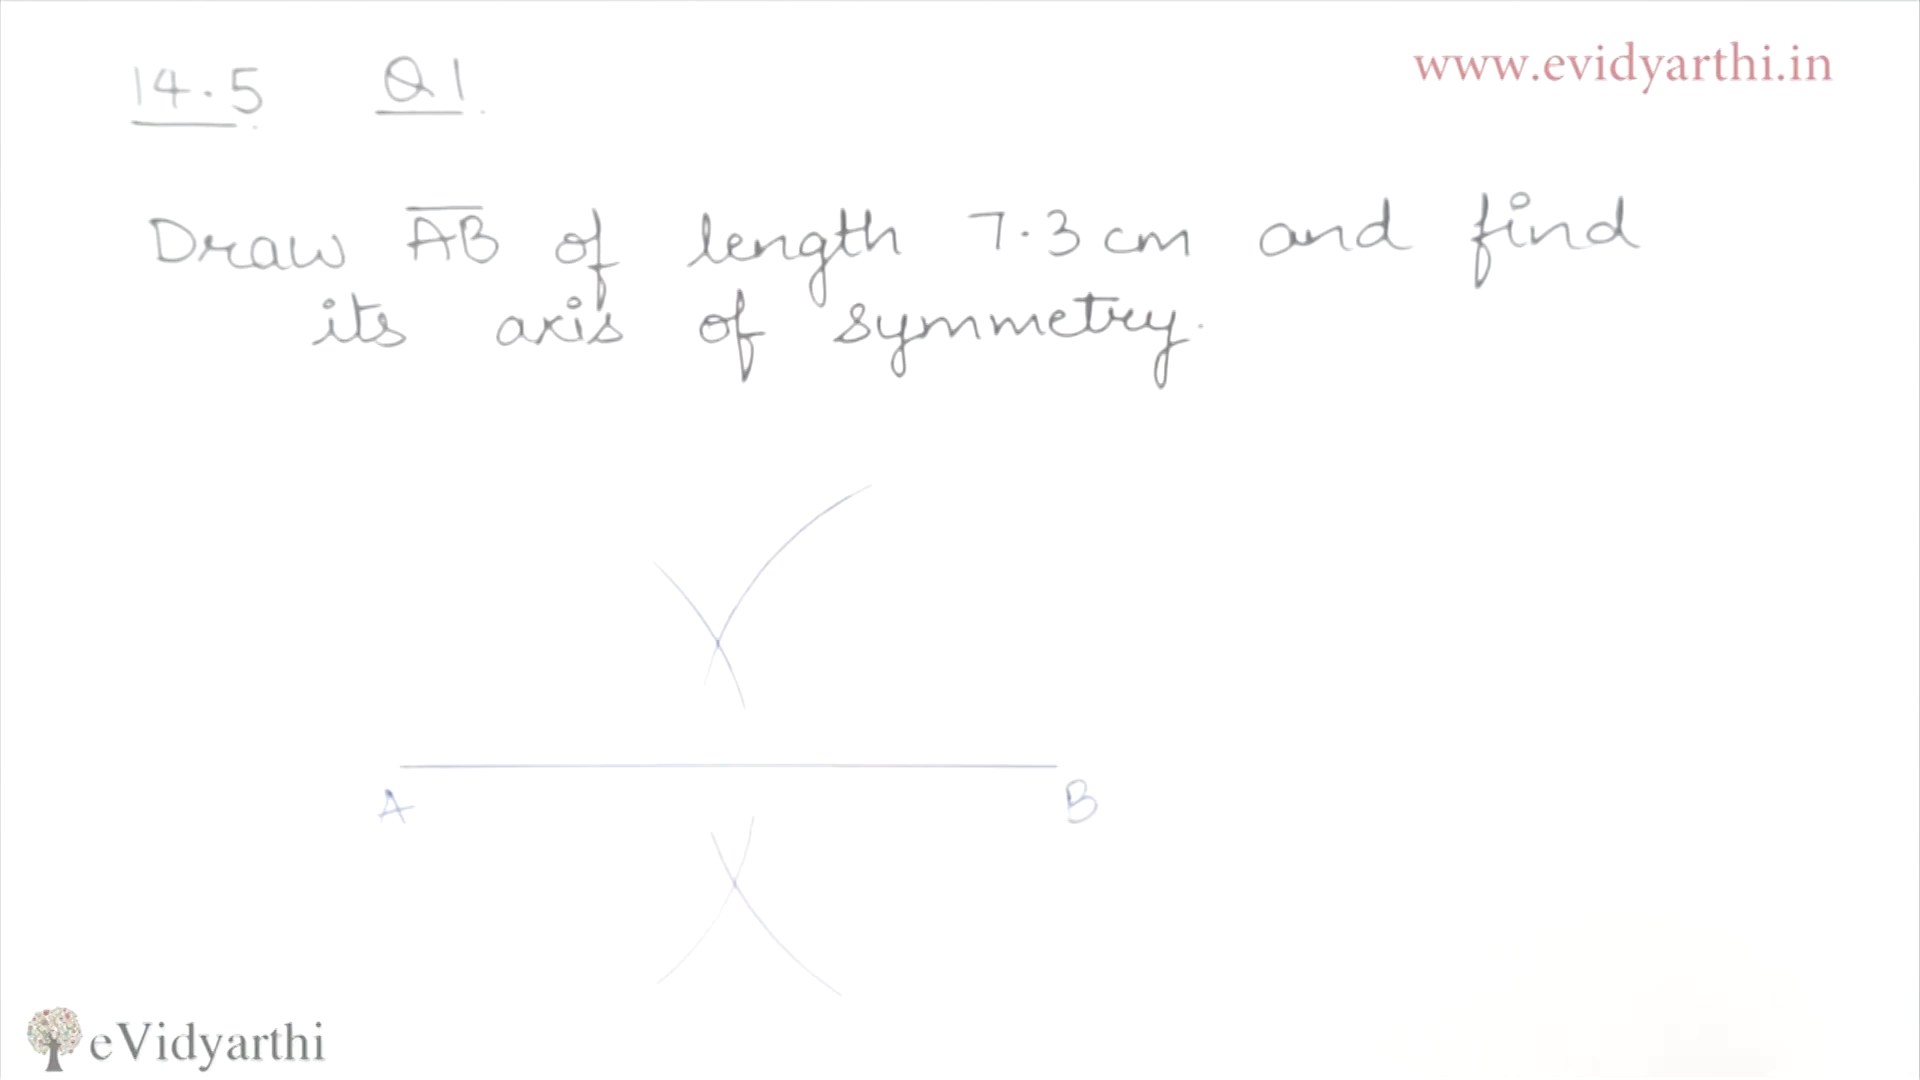 14.5 Q1.
www.evidyarthi.in
Draw AB of length 7.3 cm and find
its axis of symmetry.
A
B
eVidyarthi